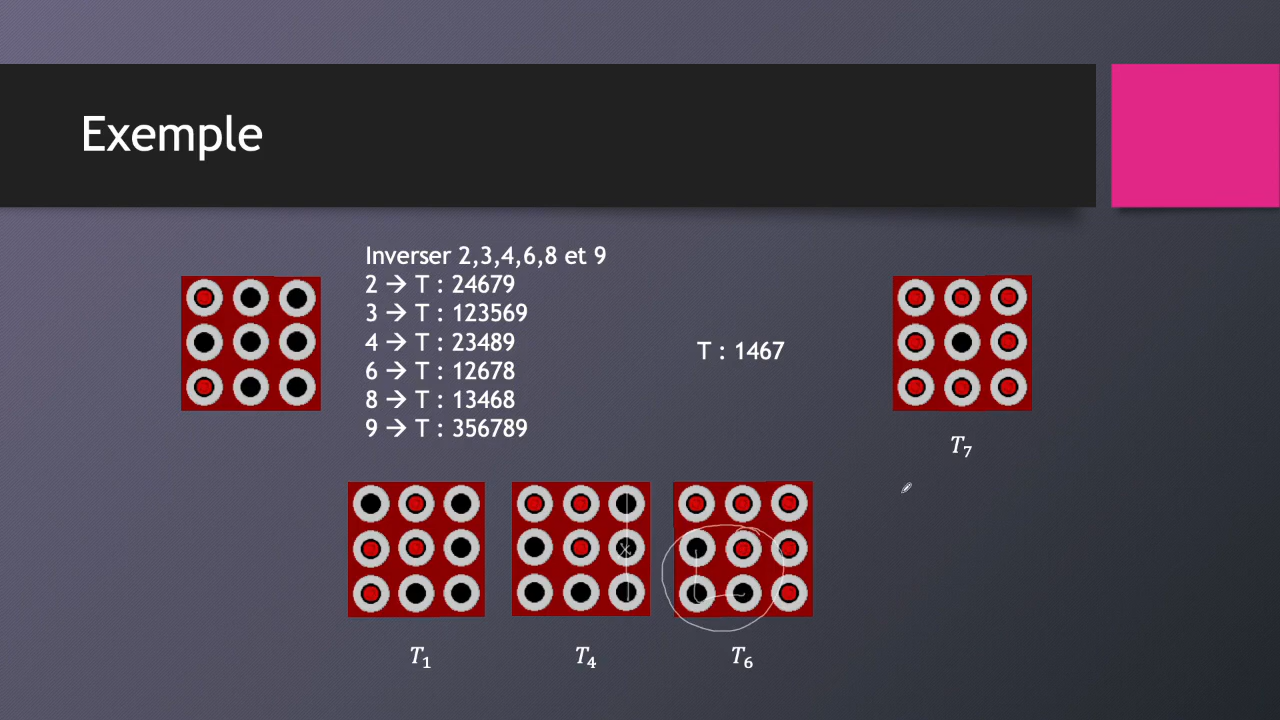 Exemple
Inverser 2,3,4,6,8 et 9
2 → T : 24679
3 → T : 123569
4 → T : 23489
6 → T : 12678
8 → T : 13468
9 → T : 356789
T : 1467
T₇
T₁
T₄
T₆